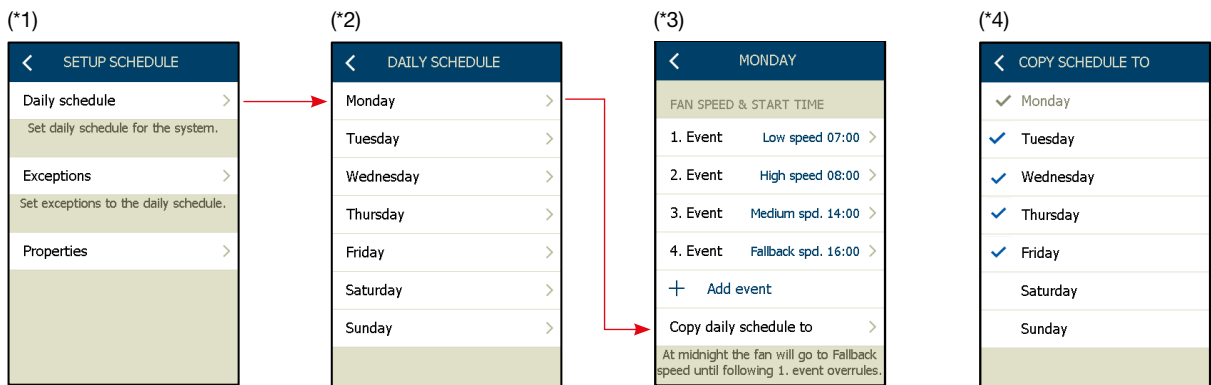 (*1)
SETUP SCHEDULE
Daily schedule
Set daily schedule for the system.
Exceptions
Set exceptions to the daily schedule.
Properties
(*2)
DAILY SCHEDULE
Monday
Tuesday
Wednesday
Thursday
Friday
Saturday
Sunday
(*3)
MONDAY
FAN SPEED & START TIME
1. Event Low speed 07:00
2. Event High speed 08:00
3. Event Medium spd. 14:00
4. Event Fallback spd. 16:00
+ Add event
Copy daily schedule to
At midnight the fan will go to Fallback
speed until following 1. event overrules.
(*4)
COPY SCHEDULE TO
Monday
Tuesday
Wednesday
Thursday
Friday
Saturday
Sunday